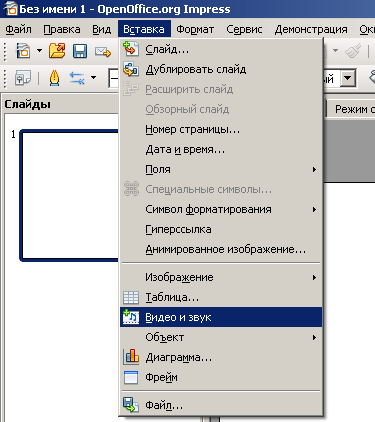 Без имени 1 - OpenOffice.org Impress
Файл Правка Вид Вставка Формат Сервис Демонстрация
Слайд...
Дублировать слайд
Расширить слайд
Обзорный слайд
Номер страницы...
Дата и время...
Поля
Специальные символы...
Символ форматирования
Гиперссылка
Анимированное изображение...
Изображение
Таблица...
Видео и звук
Объект
Диаграмма...
Фрейм
Файл...
Слайды
Режим
1